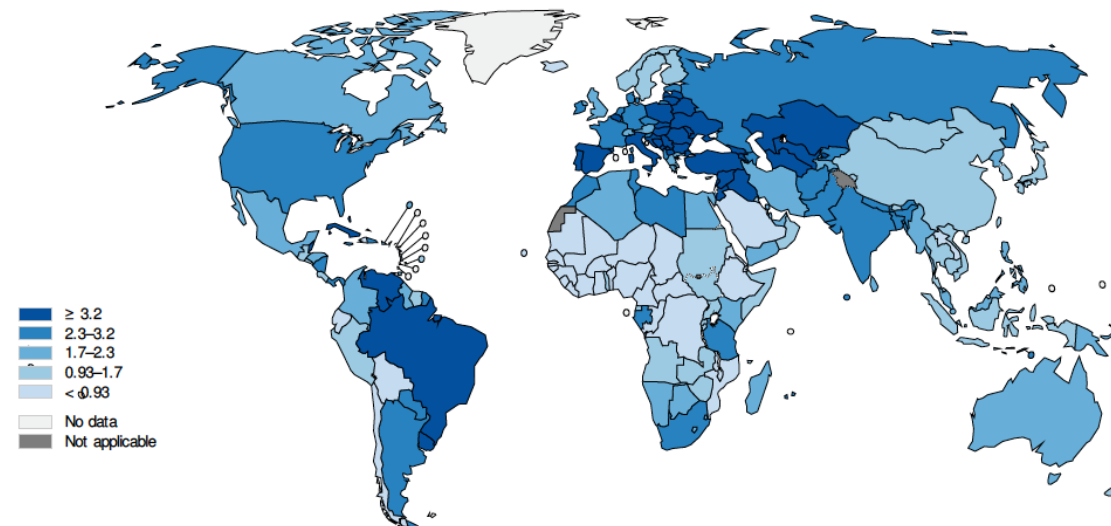 ≥ 3.2
2.3–3.2
1.7–2.3
0.93–1.7
< 0.93
No data
Not applicable